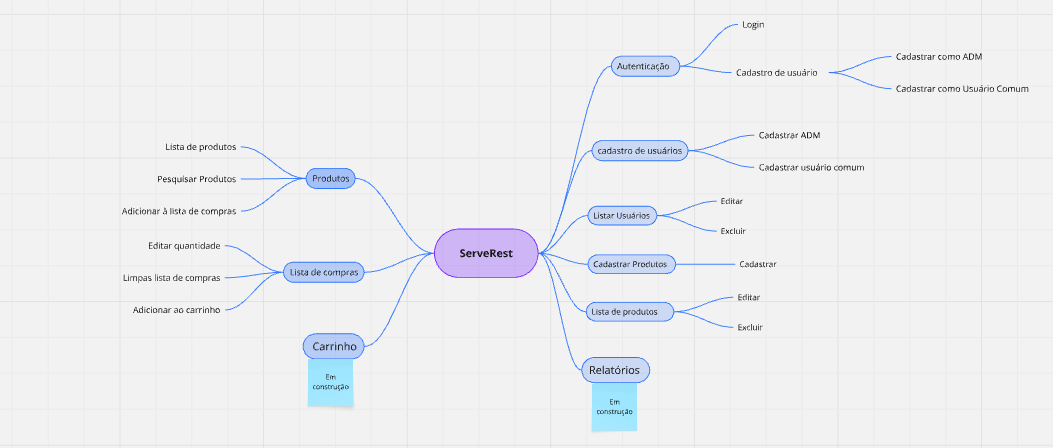 ServeRest
Produtos
Lista de produtos
Pesquisar Produtos
Adicionar à lista de compras
Lista de compras
Editar quantidade
Limpas lista de compras
Adicionar ao carrinho
Carrinho
Em
construção
Autenticação
Login
Cadastro de usuário
Cadastrar como ADM
Cadastrar como Usuário Comum
cadastro de usuários
Cadastrar ADM
Cadastrar usuário comum
Listar Usuários
Editar
Excluir
Cadastrar Produtos
Cadastrar
Lista de produtos
Editar
Excluir
Relatórios
Em
construção